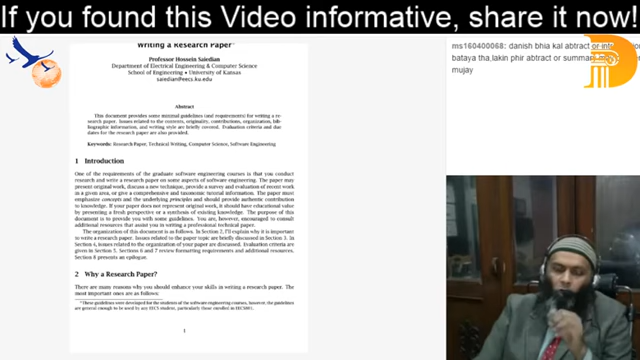 If you found this Video informative, share it now!
Writing a Research Paper*
Professor Hossein Saiedian
Department of Electrical Engineering & Computer Science
School of Engineering • University of Kansas
saiedian@eecs.ku.edu
Abstract
This document provides some minimal guidelines (and requirements) for writing a re-
search paper. Issues related to the contents, originality, contributions, organization, bib-
liographic information, and writing style are briefly covered. Evaluation criteria and due
dates for the research paper are also provided.
Keywords: Research Paper, Technical Writing, Computer Science, Software Engineering
1 Introduction
One of the requirements of the graduate software engineering courses is that you conduct
research and write a research paper on some aspects of software engineering. The paper may
present original work, discuss a new technique, provide a survey and evaluation of recent work
in a given area, or give a comprehensive and taxonomic tutorial information. The paper must
emphasize concepts and the underlying principles and should provide authentic contribution
to knowledge. If your paper does not represent original work, it should have educational value
by presenting a fresh perspective or a synthesis of existing knowledge. The purpose of this
document is to provide you with some guidelines. You are, however, encouraged to consult
additional resources that assist you in writing a professional technical paper.
The organization of this document is as follows. In Section 2, I'll explain why it is important
to write a research paper. Issues related to the paper topic are briefly discussed in Section 3. In
Section 4, issues related to the organization of your paper are discussed. Evaluation criteria are
given in Section 5. Sections 6 and 7 review formatting requirements and additional resources.
Section 8 presents an epilogue.
2 Why a Research Paper?
There are many reasons why you should enhance your skills in writing a research paper. The
most important ones are as follows:
*These guidelines were developed for the students of the software engineering courses, however, the guidelines
are general enough to be used by any EECS student, particularly those enrolled in EECS801.
1
ms160400068: danish bhia kal abtract or
bataya tha,lakin phir abtract or summary
mujay